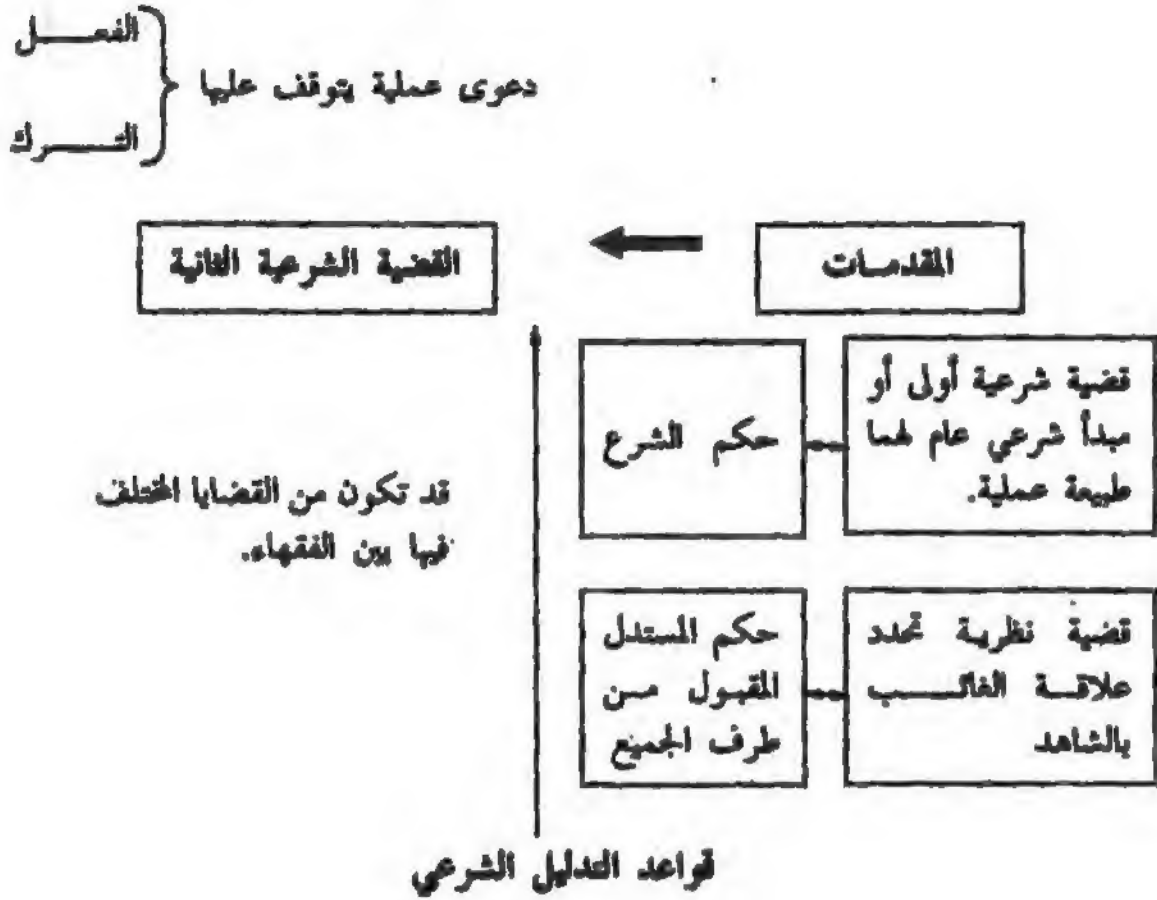 الفعل
دعوى عملية يتوقف عليها
الترك
المقدمات
القضية الشرعية الثانية
قضية شرعية أولى أو
مبدأ شرعي عام لهما
طبيعة عملية.
حكم الشرع
قد تكون من القضايا المختلف
فيها بين الفقهاء.
قضية نظرية تحدد
علاقة الغائب
بالشاهد
حكم المستدل
المقبول من
طرف الجميع
قواعد التدليل الشرعي